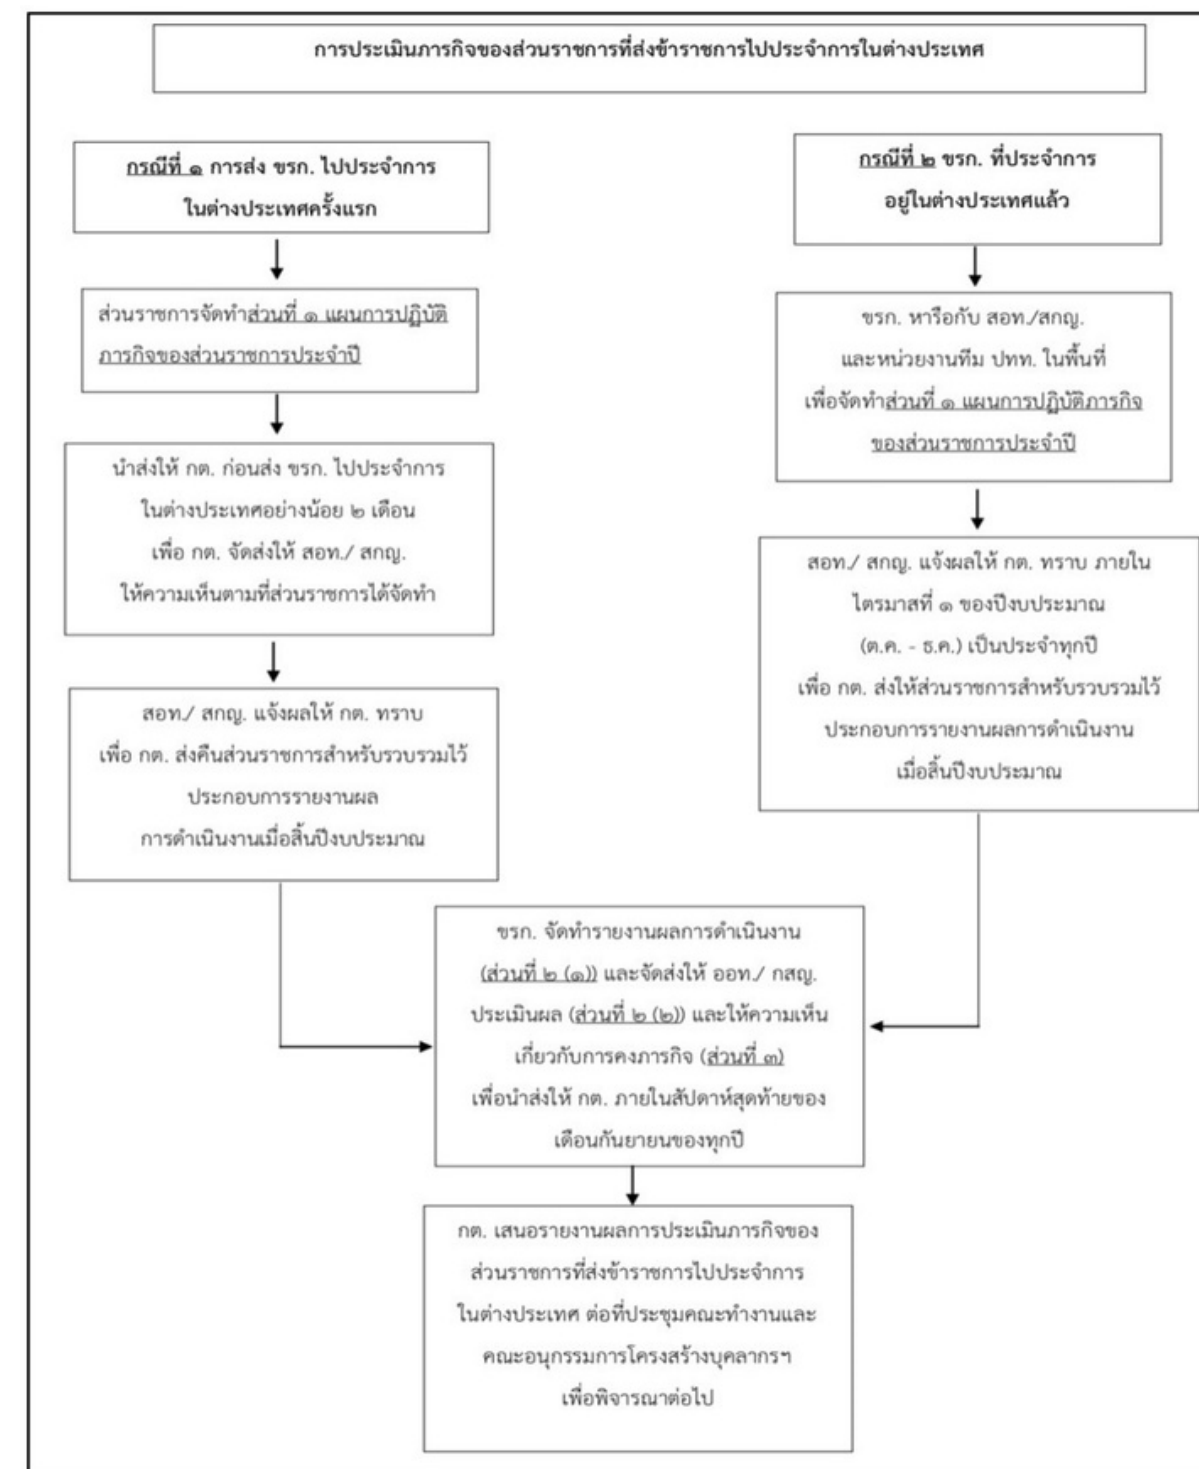 การประเมินภารกิจของส่วนราชการที่ส่งข้าราชการไปประจำการในต่างประเทศ
กรณีที่ ๑ การส่ง ขรก. ไปประจำการ
ในต่างประเทศครั้งแรก
ส่วนราชการจัดทำส่วนที่ ๑ แผนการปฏิบัติ
ภารกิจของส่วนราชการประจำปี
นำส่งให้ กต. ก่อนส่ง ขรก. ไปประจำการ
ในต่างประเทศอย่างน้อย ๒ เดือน
เพื่อ กต. จัดส่งให้ สอท./ สกญ.
ให้ความเห็นตามที่ส่วนราชการได้จัดทำ
สอท./ สกญ. แจ้งผลให้ กต. ทราบ
เพื่อ กต. ส่งคืนส่วนราชการสำหรับรวบรวมไว้
ประกอบการรายงานผล
การดำเนินงานเมื่อสิ้นปีงบประมาณ
กรณีที่ ๒ ขรก. ที่ประจำการ
อยู่ในต่างประเทศแล้ว
ขรก. หารือกับ สอท./สกญ.
และหน่วยงานทีม ปทท. ในพื้นที่
เพื่อจัดทำส่วนที่ ๑ แผนการปฏิบัติภารกิจ
ของส่วนราชการประจำปี
สอท./ สกญ. แจ้งผลให้ กต. ทราบ ภายใน
ไตรมาสที่ ๑ ของปีงบประมาณ
(ต.ค. - ธ.ค.) เป็นประจำทุกปี
เพื่อ กต. ส่งให้ส่วนราชการสำหรับรวบรวมไว้
ประกอบการรายงานผลการดำเนินงาน
เมื่อสิ้นปีงบประมาณ
ขรก. จัดทำรายงานผลการดำเนินงาน
(ส่วนที่ ๒ (๑)) และจัดส่งให้ ออท./ กสญ.
ประเมินผล (ส่วนที่ ๒ (๒)) และให้ความเห็น
เกี่ยวกับการคงภารกิจ (ส่วนที่ ๓)
เพื่อนำส่งให้ กต. ภายในสัปดาห์สุดท้ายของ
เดือนกันยายนของทุกปี
กต. เสนอรายงานผลการประเมินภารกิจของ
ส่วนราชการที่ส่งข้าราชการไปประจำการ
ในต่างประเทศ ต่อที่ประชุมคณะทำงานและ
คณะอนุกรรมการโครงสร้างบุคลากรฯ
เพื่อพิจารณาต่อไป